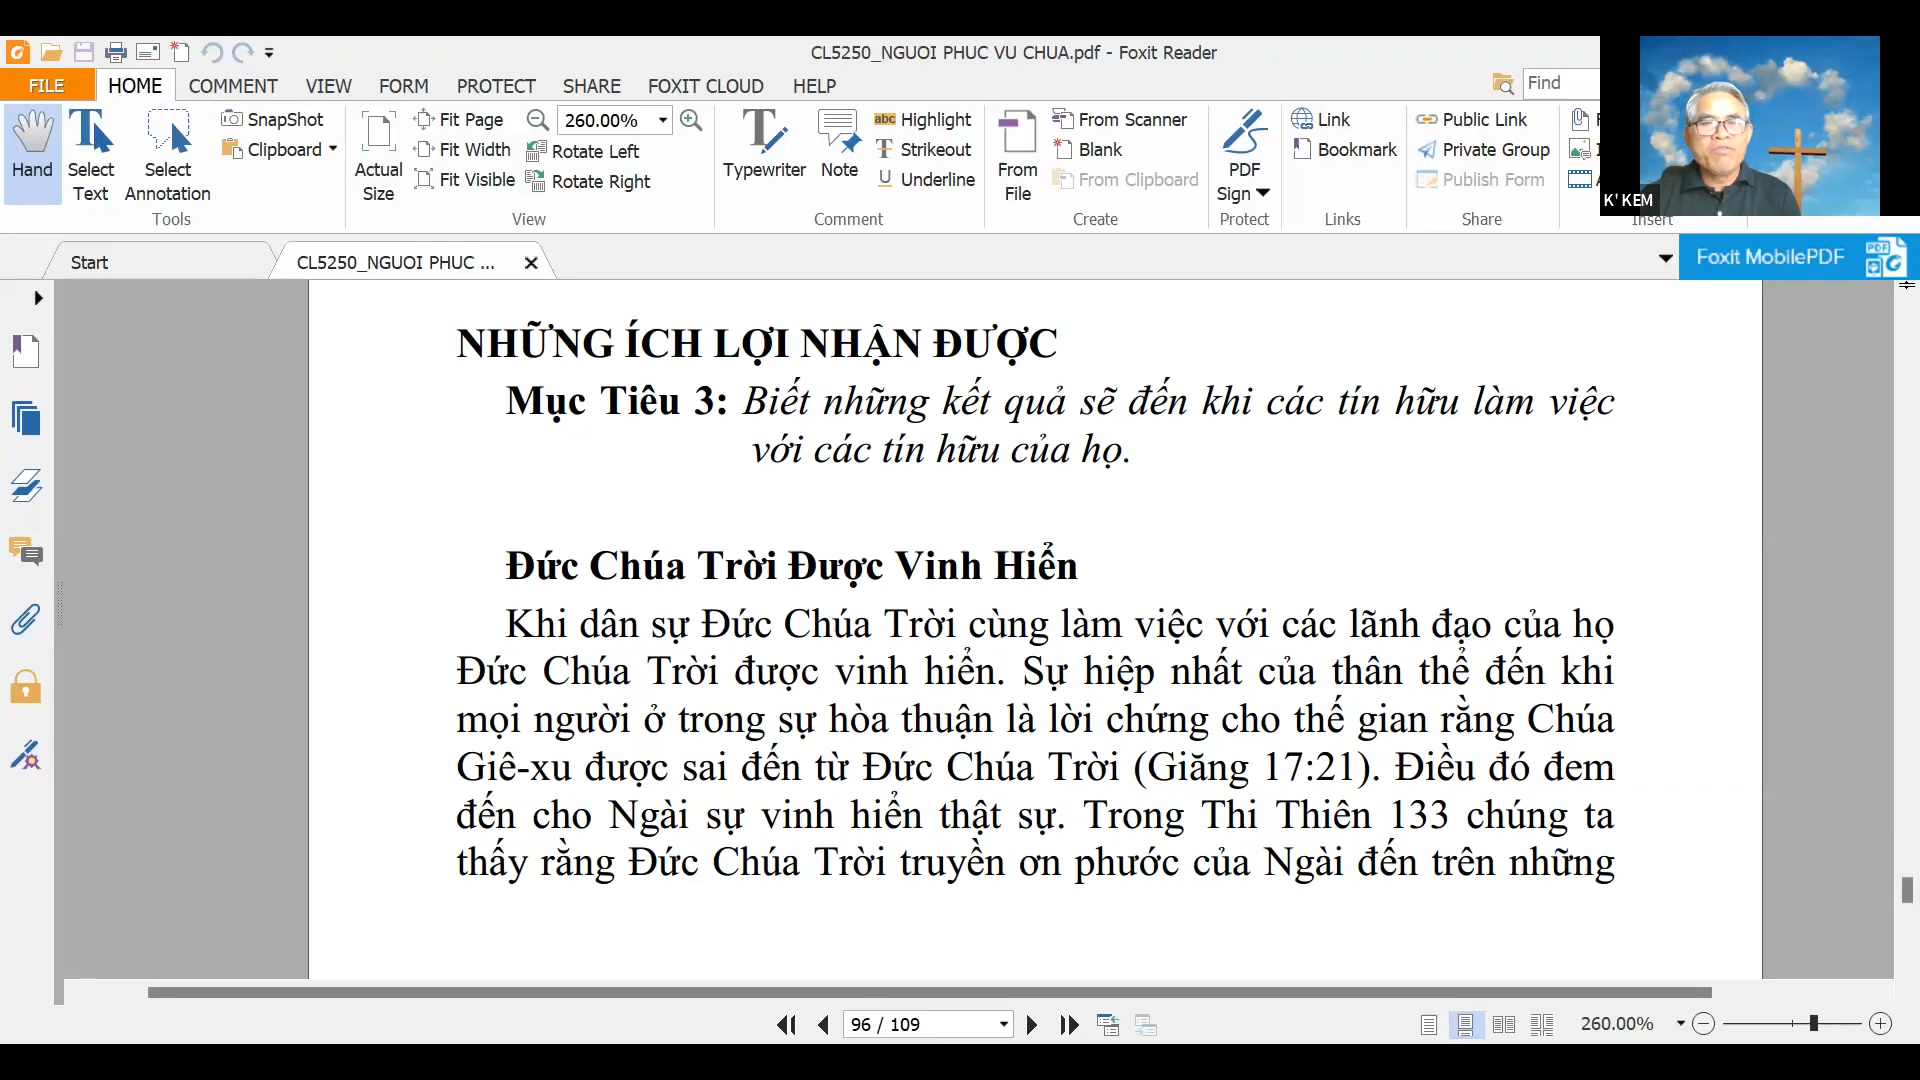 CL5250_NGUOI PHUC VU CHUA.pdf - Foxit Reader
FILE HOME COMMENT VIEW FORM PROTECT SHARE FOXIT CLOUD HELP Find
Hand
Select Text
Select Annotation
SnapShot
Clipboard
Tools
Actual Size
Fit Page
Fit Width
Fit Visible
260.00%
Rotate Left
Rotate Right
View
Typewriter
Note
Highlight
Strikeout
Underline
Comment
From File
From Scanner
Blank
From Clipboard
Create
PDF Sign
Protect
Link
Bookmark
Links
Public Link
Private Group
Publish Form
Share
Insert
K' KEM
Start
CL5250_NGUOI PHUC ...
Foxit MobilePDF
NHỮNG ÍCH LỢI NHẬN ĐƯỢC
Mục Tiêu 3: Biết những kết quả sẽ đến khi các tín hữu làm việc
với các tín hữu của họ.
Đức Chúa Trời Được Vinh Hiển
Khi dân sự Đức Chúa Trời cùng làm việc với các lãnh đạo của họ
Đức Chúa Trời được vinh hiển. Sự hiệp nhất của thân thể đến khi
mọi người ở trong sự hòa thuận là lời chứng cho thế gian rằng Chúa
Giê-xu được sai đến từ Đức Chúa Trời (Giăng 17:21). Điều đó đem
đến cho Ngài sự vinh hiển thật sự. Trong Thi Thiên 133 chúng ta
thấy rằng Đức Chúa Trời truyền ơn phước của Ngài đến trên những
96 / 109
260.00%